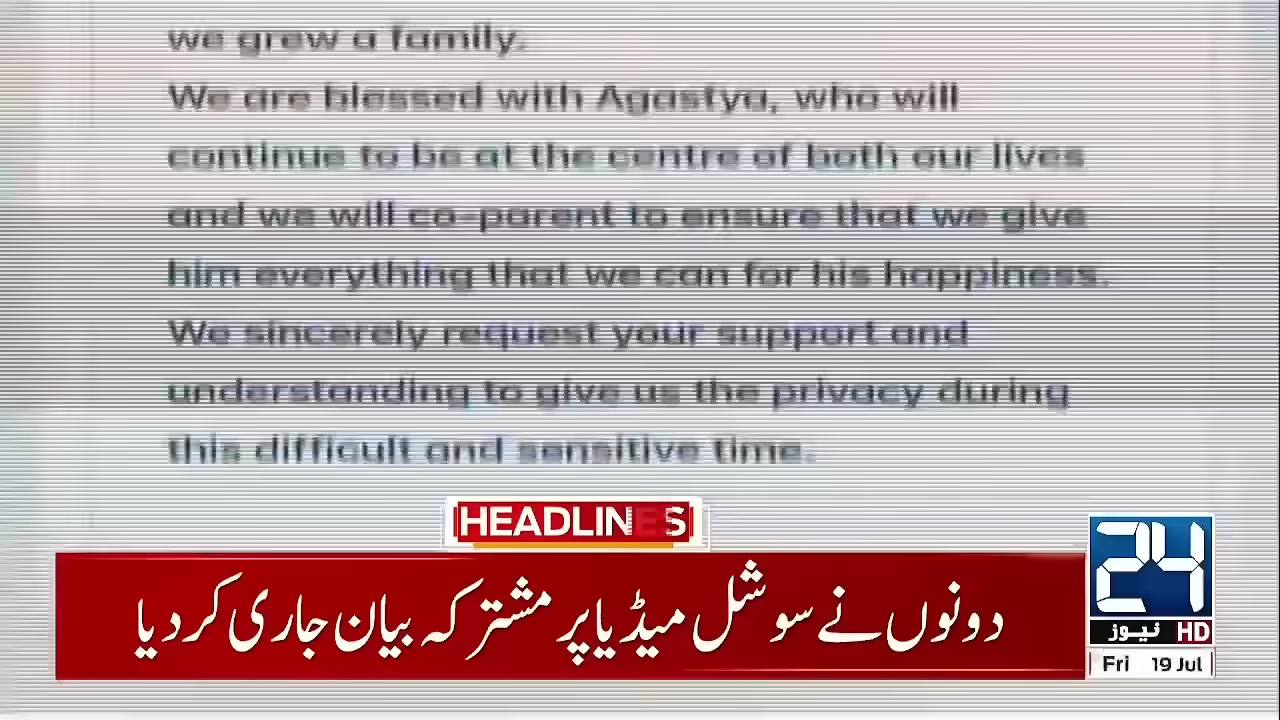 we grew a family.
We are blessed with Agastya, who will
continue to be at the centre of both our lives
and we will co-parent to ensure that we give
him everything that we can for his happiness.
We sincerely request your support and
understanding to give us the privacy during
this difficult and sensitive time.
HEADLINES
دونوں نے سوشل میڈیا پر مشترکہ بیان جاری کردیا
24
نیوز HD
Fri 19 Jul